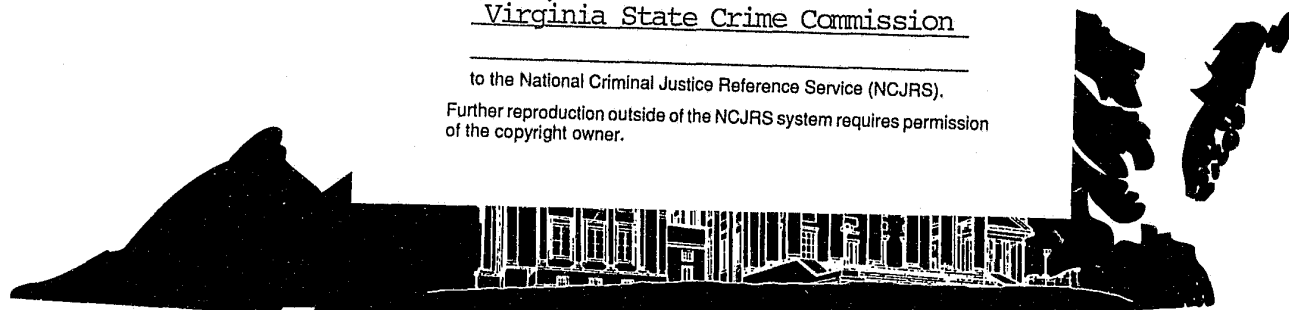 Virginia State Crime Commission
to the National Criminal Justice Reference Service (NCJRS).
Further reproduction outside of the NCJRS system requires permission
of the copyright owner.